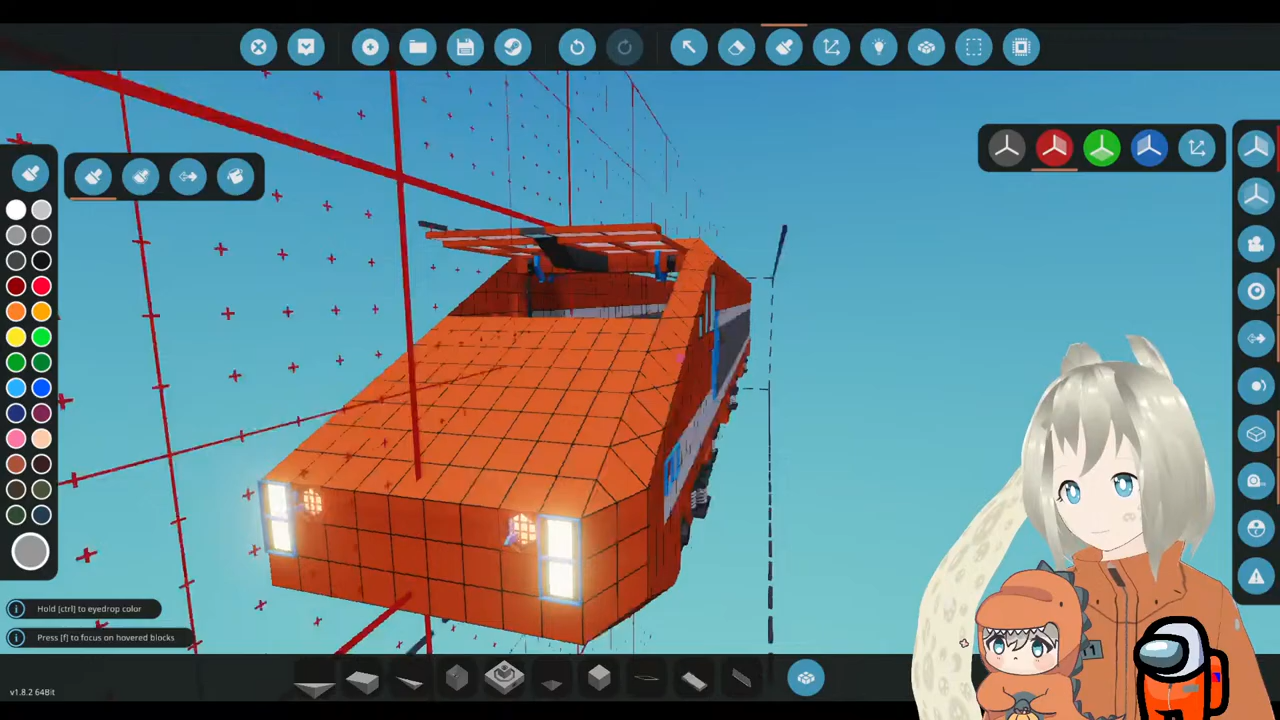 Hold [ctrl] to eyedrop color
Press [f] to focus on hovered blocks
v1.8.2 64Bit